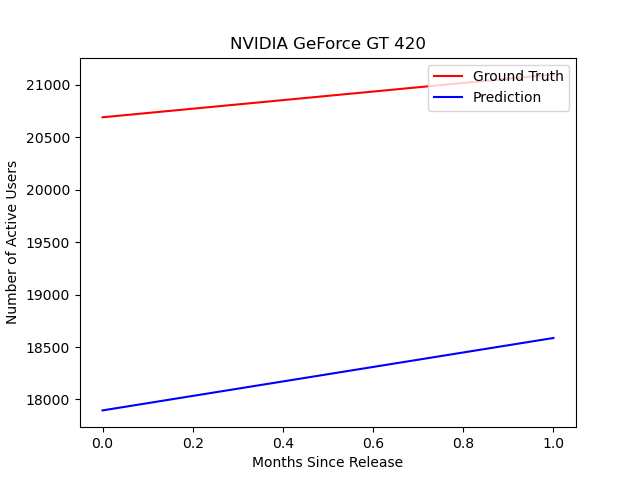 NVIDIA GeForce GT 420
Ground Truth
Prediction
21000
20500
20000
19500
19000
18500
18000
Number of Active Users
0.0 0.2 0.4 0.6 0.8 1.0
Months Since Release